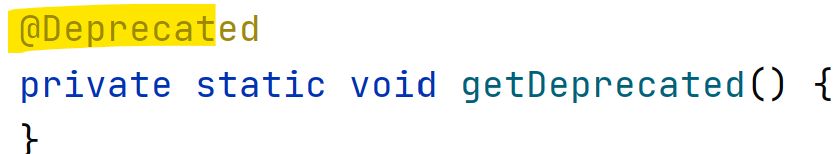 @Deprecated
private static void getDeprecated() {
}